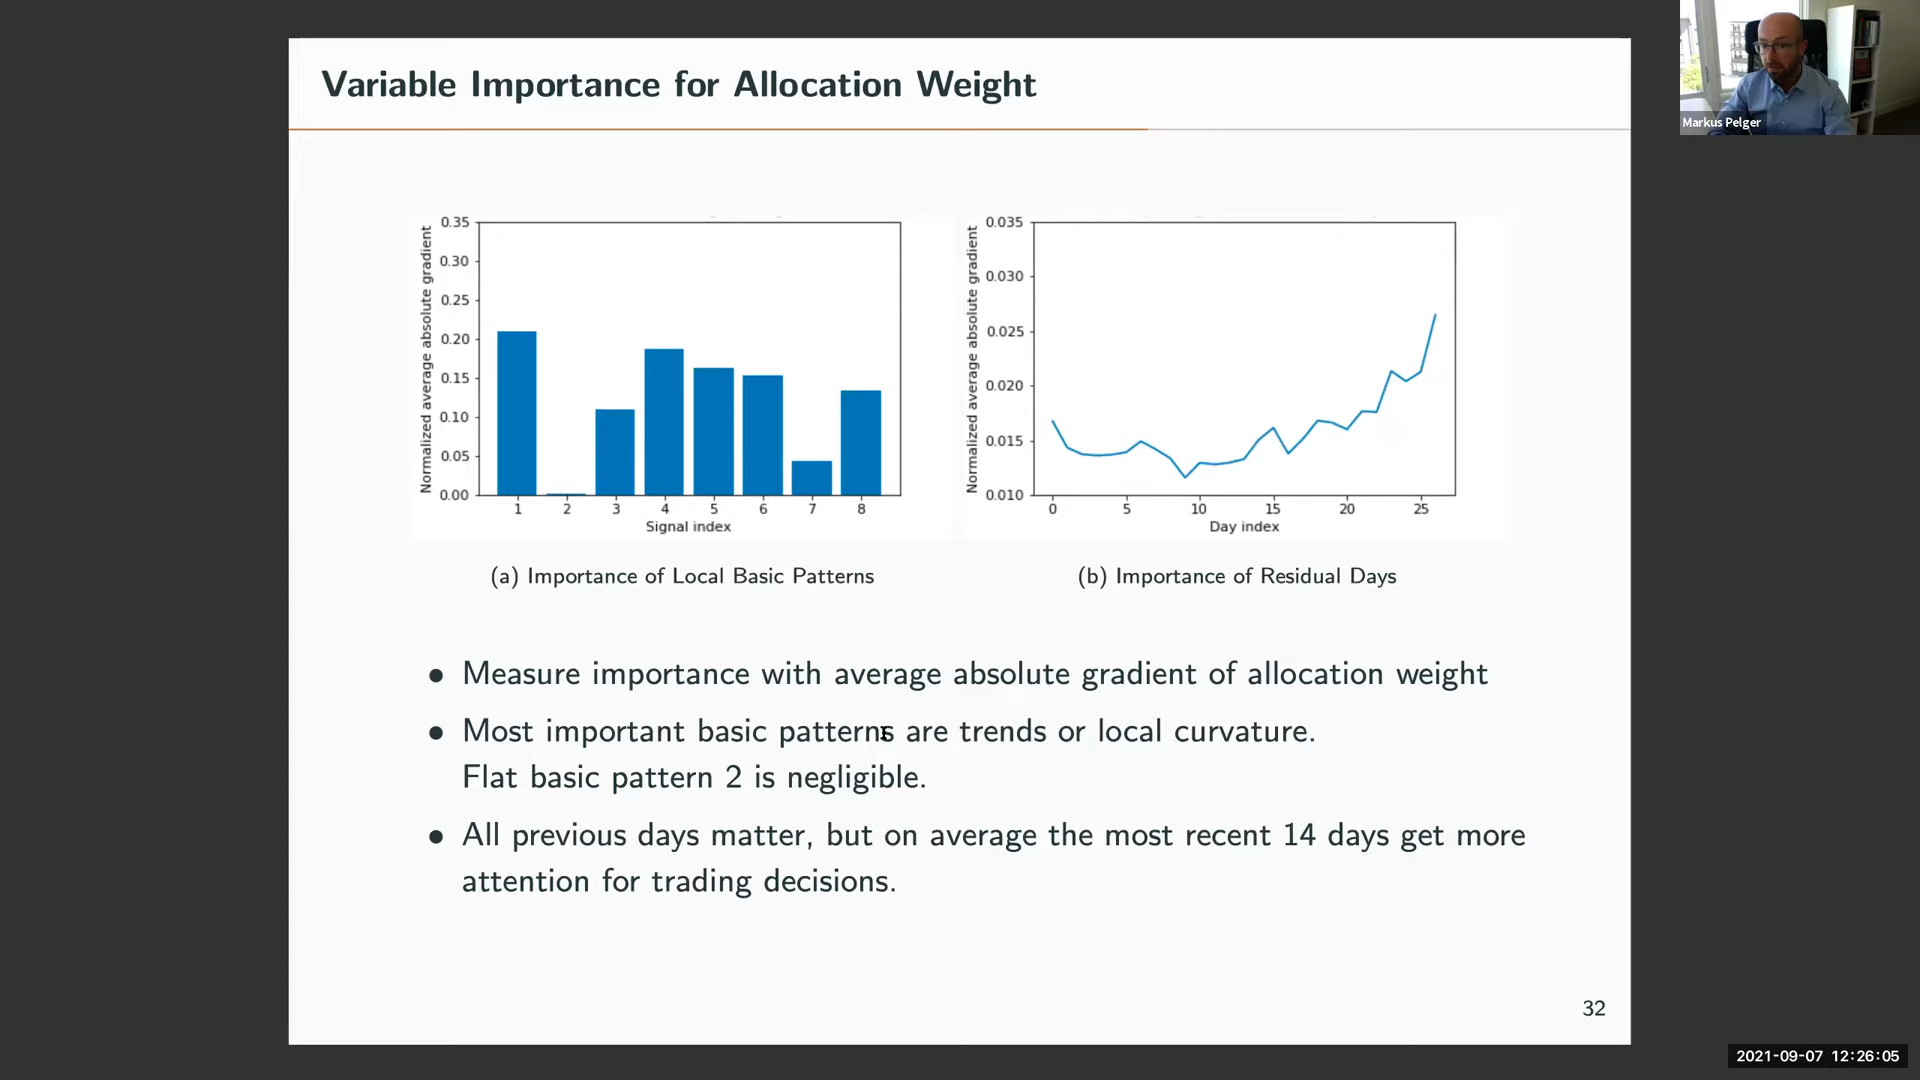 Variable Importance for Allocation Weight
Markus Pelger
Normalized average absolute gradient
0.35
0.30
0.25
0.20
0.15
0.10
0.05
0.00
1 2 3 4 5 6 7 8
Signal index
(a) Importance of Local Basic Patterns
Normalized average absolute gradient
0.035
0.030
0.025
0.020
0.015
0.010
0 5 10 15 20 25
Day index
(b) Importance of Residual Days
• Measure importance with average absolute gradient of allocation weight
• Most important basic patterns are trends or local curvature.
Flat basic pattern 2 is negligible.
• All previous days matter, but on average the most recent 14 days get more
attention for trading decisions.
32
2021-09-07 12:26:05